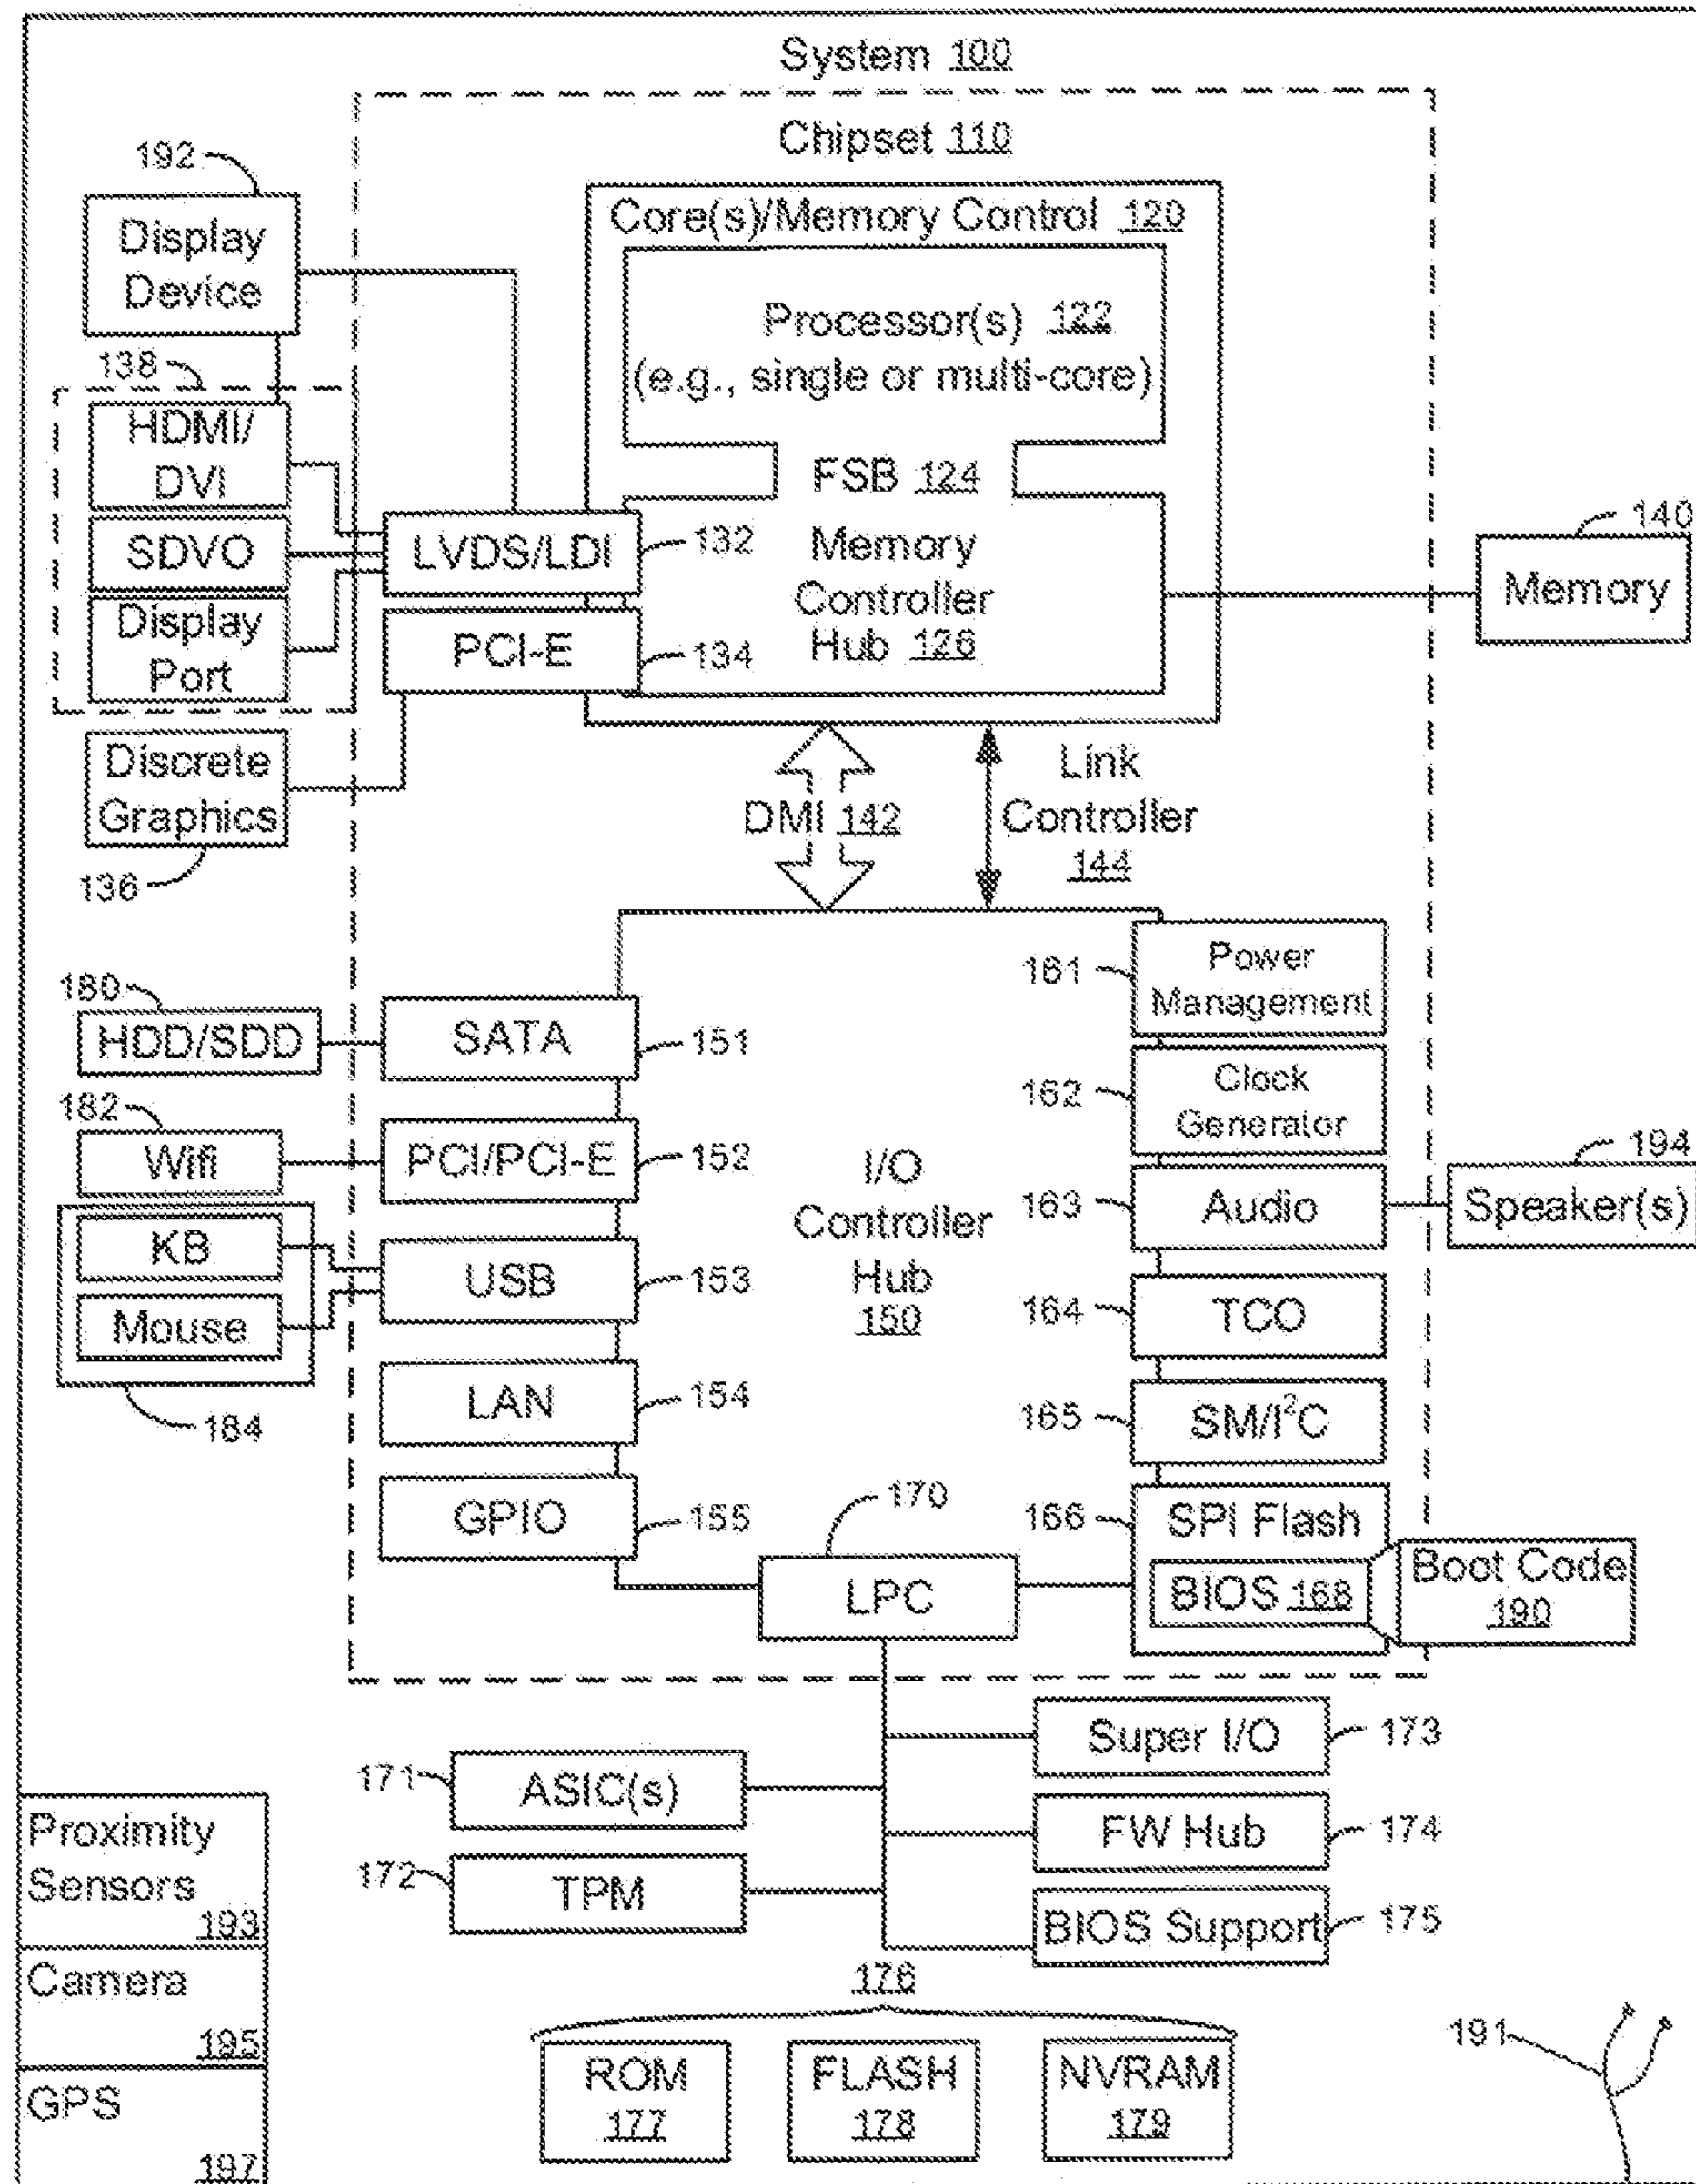 System 100
Chipset 110
192
Display
Device
Core(s)/Memory Control 120
Processor(s) 122
(e.g., single or multi-core)
138
HDMI/
DVI
SDVO
Display
Port
FSB 124
LVDS/LDI
132
PCI-E
134
Memory
Controller
Hub 126
140
Memory
Discrete
Graphics
136
DMI 142
Link
Controller
144
180
HDD/SDD
SATA
151
182
Wifi
PCI/PCI-E
152
KB
Mouse
184
USB
153
LAN
154
GPIO
155
I/O
Controller
Hub
150
161
Power
Management
162
Clock
Generator
163
Audio
194
Speaker(s)
164
TCO
165
SM/I²C
166
SPI Flash
BIOS 168
Boot Code
190
170
LPC
171
ASIC(s)
172
TPM
Super I/O
173
FW Hub
174
BIOS Support
175
176
ROM
177
FLASH
178
NVRAM
179
Proximity
Sensors
193
Camera
195
GPS
197
191